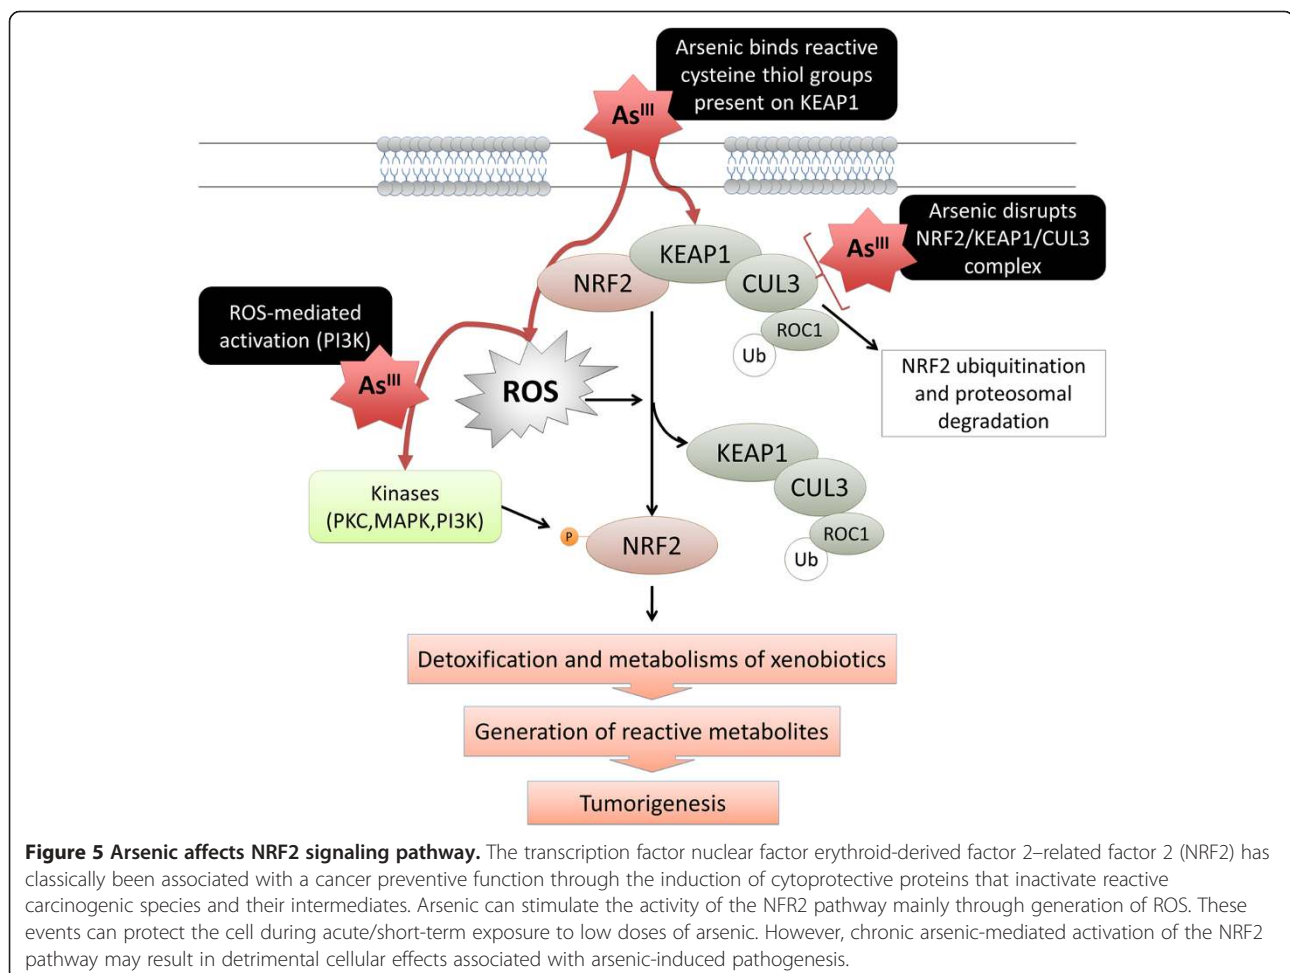 Arsenic binds reactive
cysteine thiol groups
present on KEAP1
AsIII
Arsenic disrupts
NRF2/KEAP1/CUL3
complex
AsIII
KEAP1
NRF2
CUL3
ROC1
Ub
ROS-mediated
activation (PI3K)
AsIII
ROS
NRF2 ubiquitination
and proteosomal
degradation
KEAP1
CUL3
ROC1
Ub
Kinases
(PKC,MAPK,PI3K)
P
NRF2
Detoxification and metabolisms of xenobiotics
Generation of reactive metabolites
Tumorigenesis
Figure 5 Arsenic affects NRF2 signaling pathway. The transcription factor nuclear factor erythroid-derived factor 2–related factor 2 (NRF2) has
classically been associated with a cancer preventive function through the induction of cytoprotective proteins that inactivate reactive
carcinogenic species and their intermediates. Arsenic can stimulate the activity of the NFR2 pathway mainly through generation of ROS. These
events can protect the cell during acute/short-term exposure to low doses of arsenic. However, chronic arsenic-mediated activation of the NRF2
pathway may result in detrimental cellular effects associated with arsenic-induced pathogenesis.